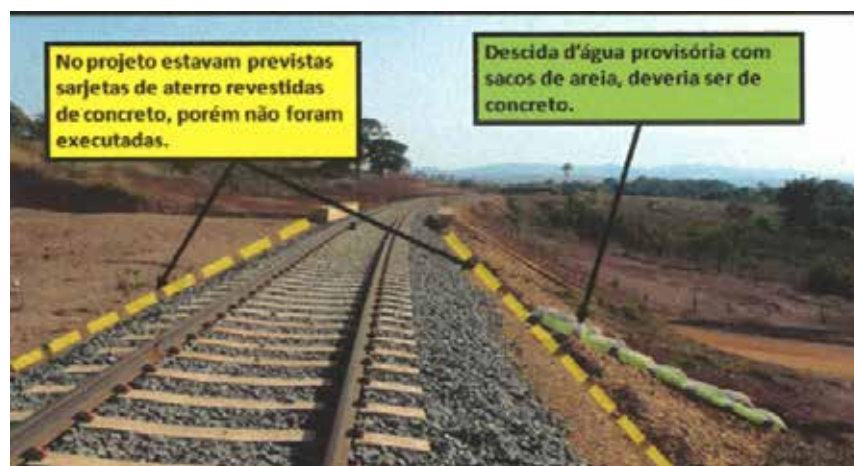 No projeto estavam previstas
sarjetas de aterro revestidas
de concreto, porém não foram
executadas.
Descida d'água provisória com
sacos de areia, deveria ser de
concreto.